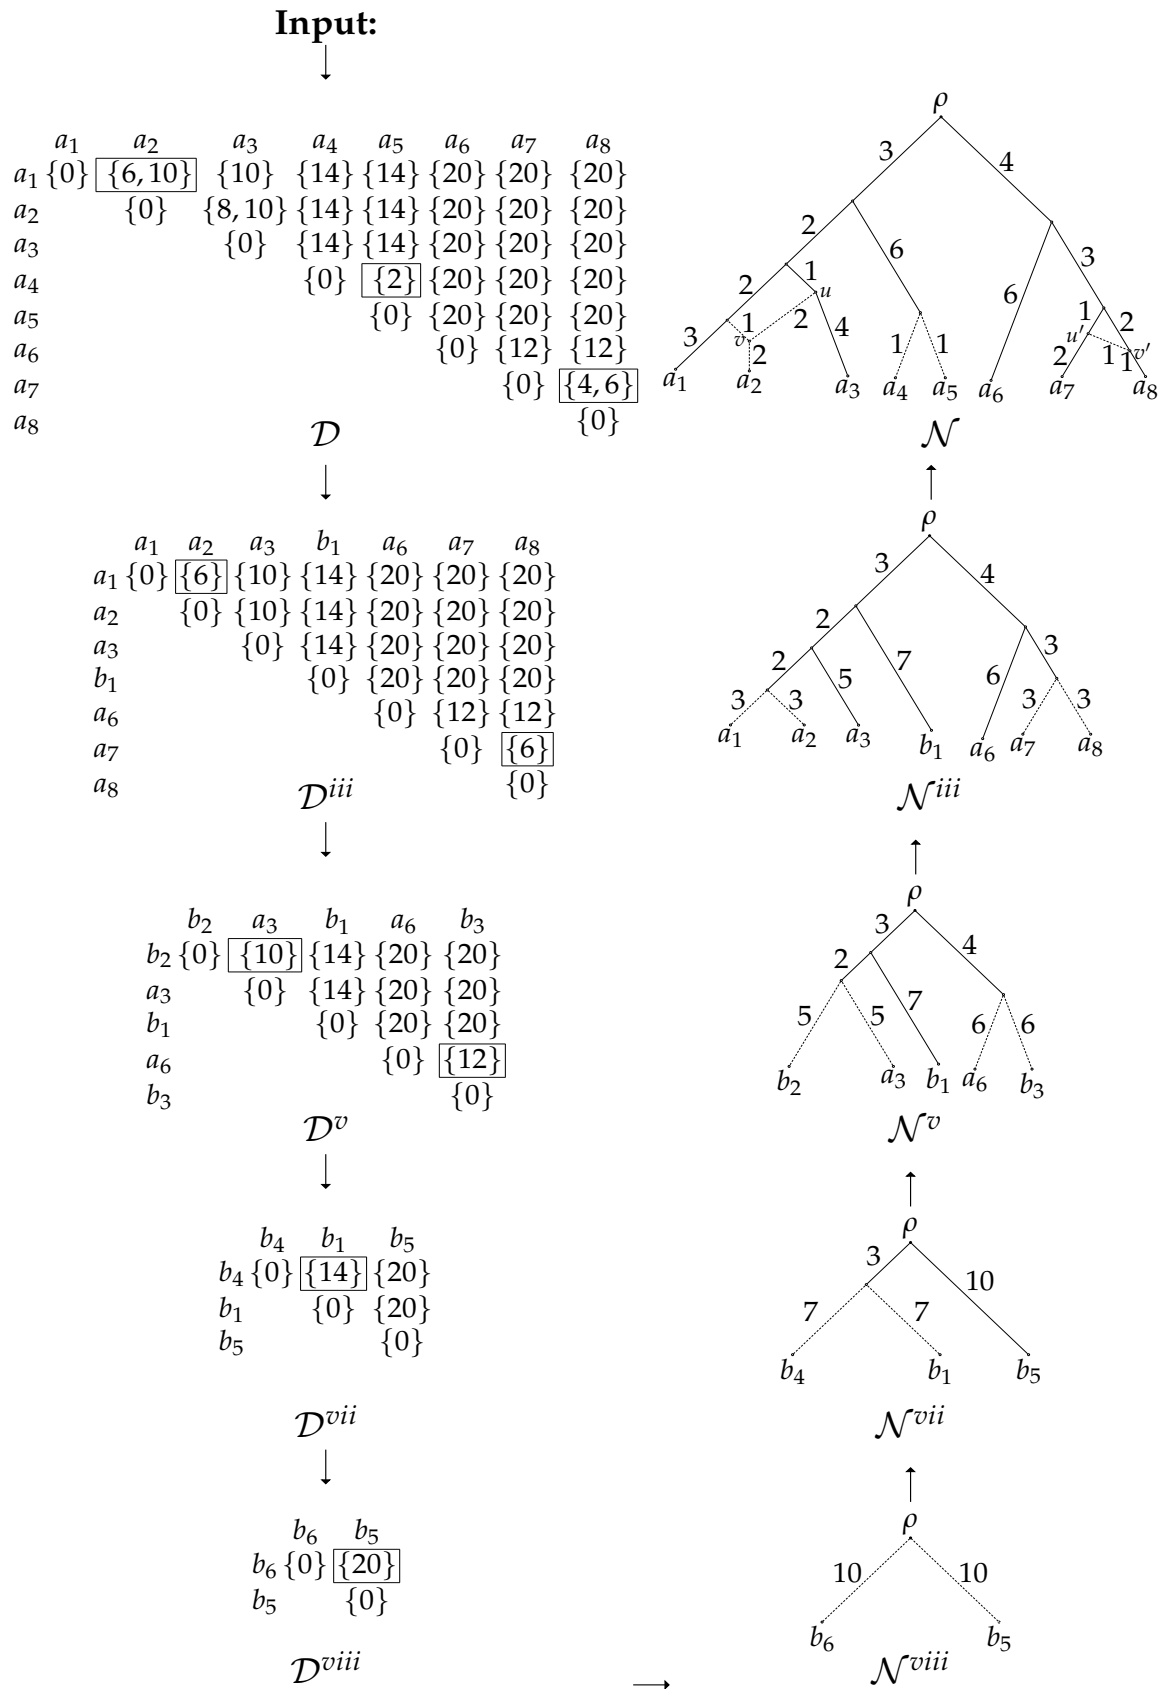 Input:
a1 a2 a3 a4 a5 a6 a7 a8
a1 {0} {6, 10} {10} {14} {14} {20} {20} {20}
a2 {0} {8, 10} {14} {14} {20} {20} {20}
a3 {0} {14} {14} {20} {20} {20}
a4 {0} {2} {20} {20} {20}
a5 {0} {20} {20} {20}
a6 {0} {12} {12}
a7 {0} {4, 6}
a8 {0}
𝒟
ρ
3 4
2 6 3
2 1 u 6 1 2
3 1 v 2 4 1 1 u′ 2 1 1 v′
2
a1 a2 a3 a4 a5 a6 a7 a8
𝒩
a1 a2 a3 b1 a6 a7 a8
a1 {0} {6} {10} {14} {20} {20} {20}
a2 {0} {10} {14} {20} {20} {20}
a3 {0} {14} {20} {20} {20}
b1 {0} {20} {20} {20}
a6 {0} {12} {12}
a7 {0} {6}
a8 {0}
𝒟^iii
ρ
3 4
2 7 3
2 5 6
3 3 3 3
a1 a2 a3 b1 a6 a7 a8
𝒩^iii
b2 a3 b1 a6 b3
b2 {0} {10} {14} {20} {20}
a3 {0} {14} {20} {20}
b1 {0} {20} {20}
a6 {0} {12}
b3 {0}
𝒟^v
ρ
3 4
2 7
5 5 6 6
b2 a3 b1 a6 b3
𝒩^v
b4 b1 b5
b4 {0} {14} {20}
b1 {0} {20}
b5 {0}
𝒟^vii
ρ
3 10
7 7
b4 b1 b5
𝒩^vii
b6 b5
b6 {0} {20}
b5 {0}
𝒟^viii
ρ
10 10
b6 b5
𝒩^viii